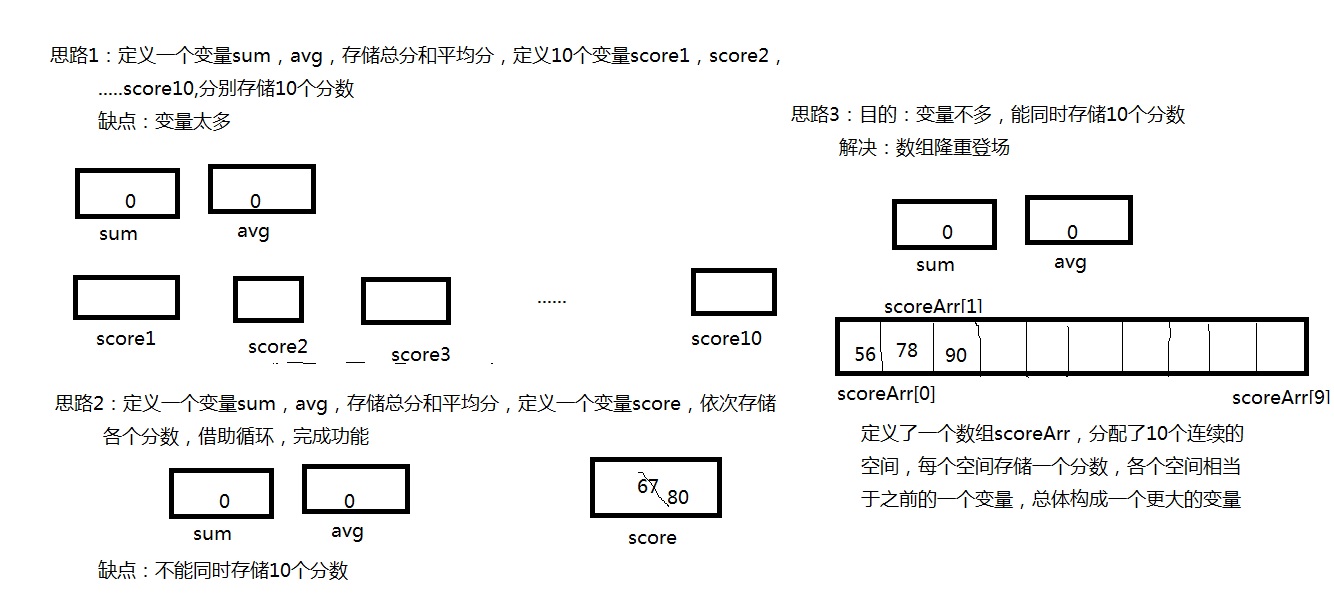 思路1：定义一个变量sum，avg，存储总分和平均分，定义10个变量score1，score2，
.....score10,分别存储10个分数
缺点：变量太多
0
0
sum
avg
......
score1
score2
score3
score10
思路2：定义一个变量sum，avg，存储总分和平均分，定义一个变量score，依次存储
各个分数，借助循环，完成功能
0
0
67
80
sum
avg
score
缺点：不能同时存储10个分数
思路3：目的：变量不多，能同时存储10个分数
解决：数组隆重登场
0
0
sum
avg
scoreArr[1]
56
78
90
scoreArr[0]
scoreArr[9]
定义了一个数组scoreArr，分配了10个连续的
空间，每个空间存储一个分数，各个空间相当
于之前的一个变量，总体构成一个更大的变量